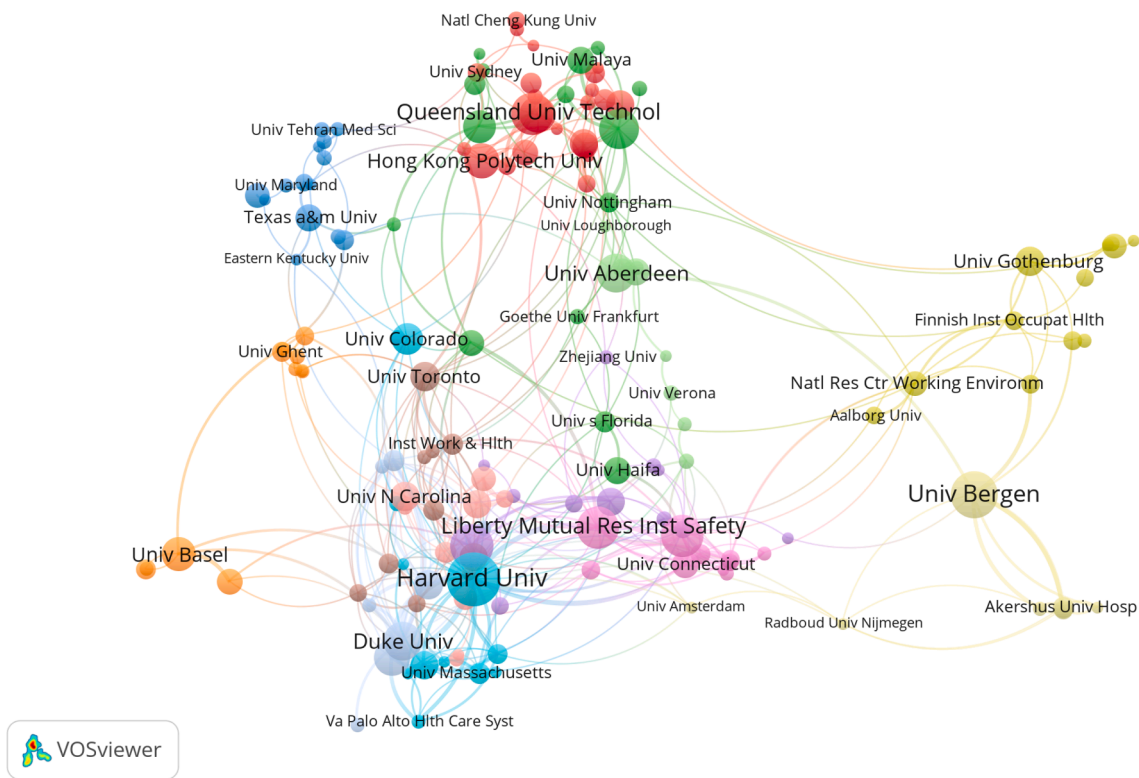 Natl Cheng Kung Univ
Univ Malaya
Univ Sydney
Queensland Univ Technol
Univ Tehran Med Sci
Hong Kong Polytech Univ
Univ Maryland
Univ Nottingham
Texas a&m Univ
Univ Loughborough
Eastern Kentucky Univ
Univ Gothenburg
Univ Aberdeen
Goethe Univ Frankfurt
Finnish Inst Occupat Hlth
Univ Colorado
Univ Ghent
Zhejiang Univ
Univ Toronto
Natl Res Ctr Working Environm
Univ Verona
Aalborg Univ
Univ s Florida
Inst Work & Hlth
Univ Haifa
Univ N Carolina
Univ Bergen
Liberty Mutual Res Inst Safety
Univ Basel
Univ Connecticut
Harvard Univ
Univ Amsterdam
Akershus Univ Hosp
Radboud Univ Nijmegen
Duke Univ
Univ Massachusetts
Va Palo Alto Hlth Care Syst
VOSviewer